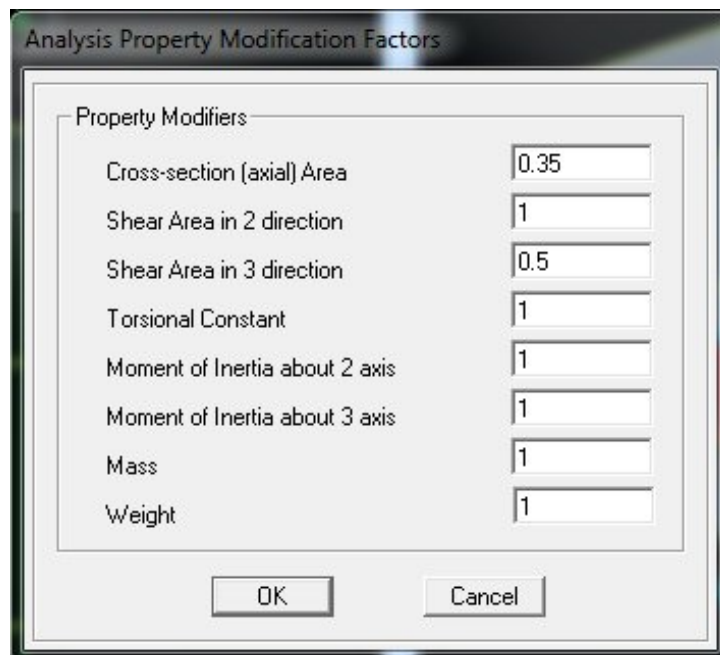 Analysis Property Modification Factors
Property Modifiers
Cross-section (axial) Area 0.35
Shear Area in 2 direction 1
Shear Area in 3 direction 0.5
Torsional Constant 1
Moment of Inertia about 2 axis 1
Moment of Inertia about 3 axis 1
Mass 1
Weight 1
OK Cancel